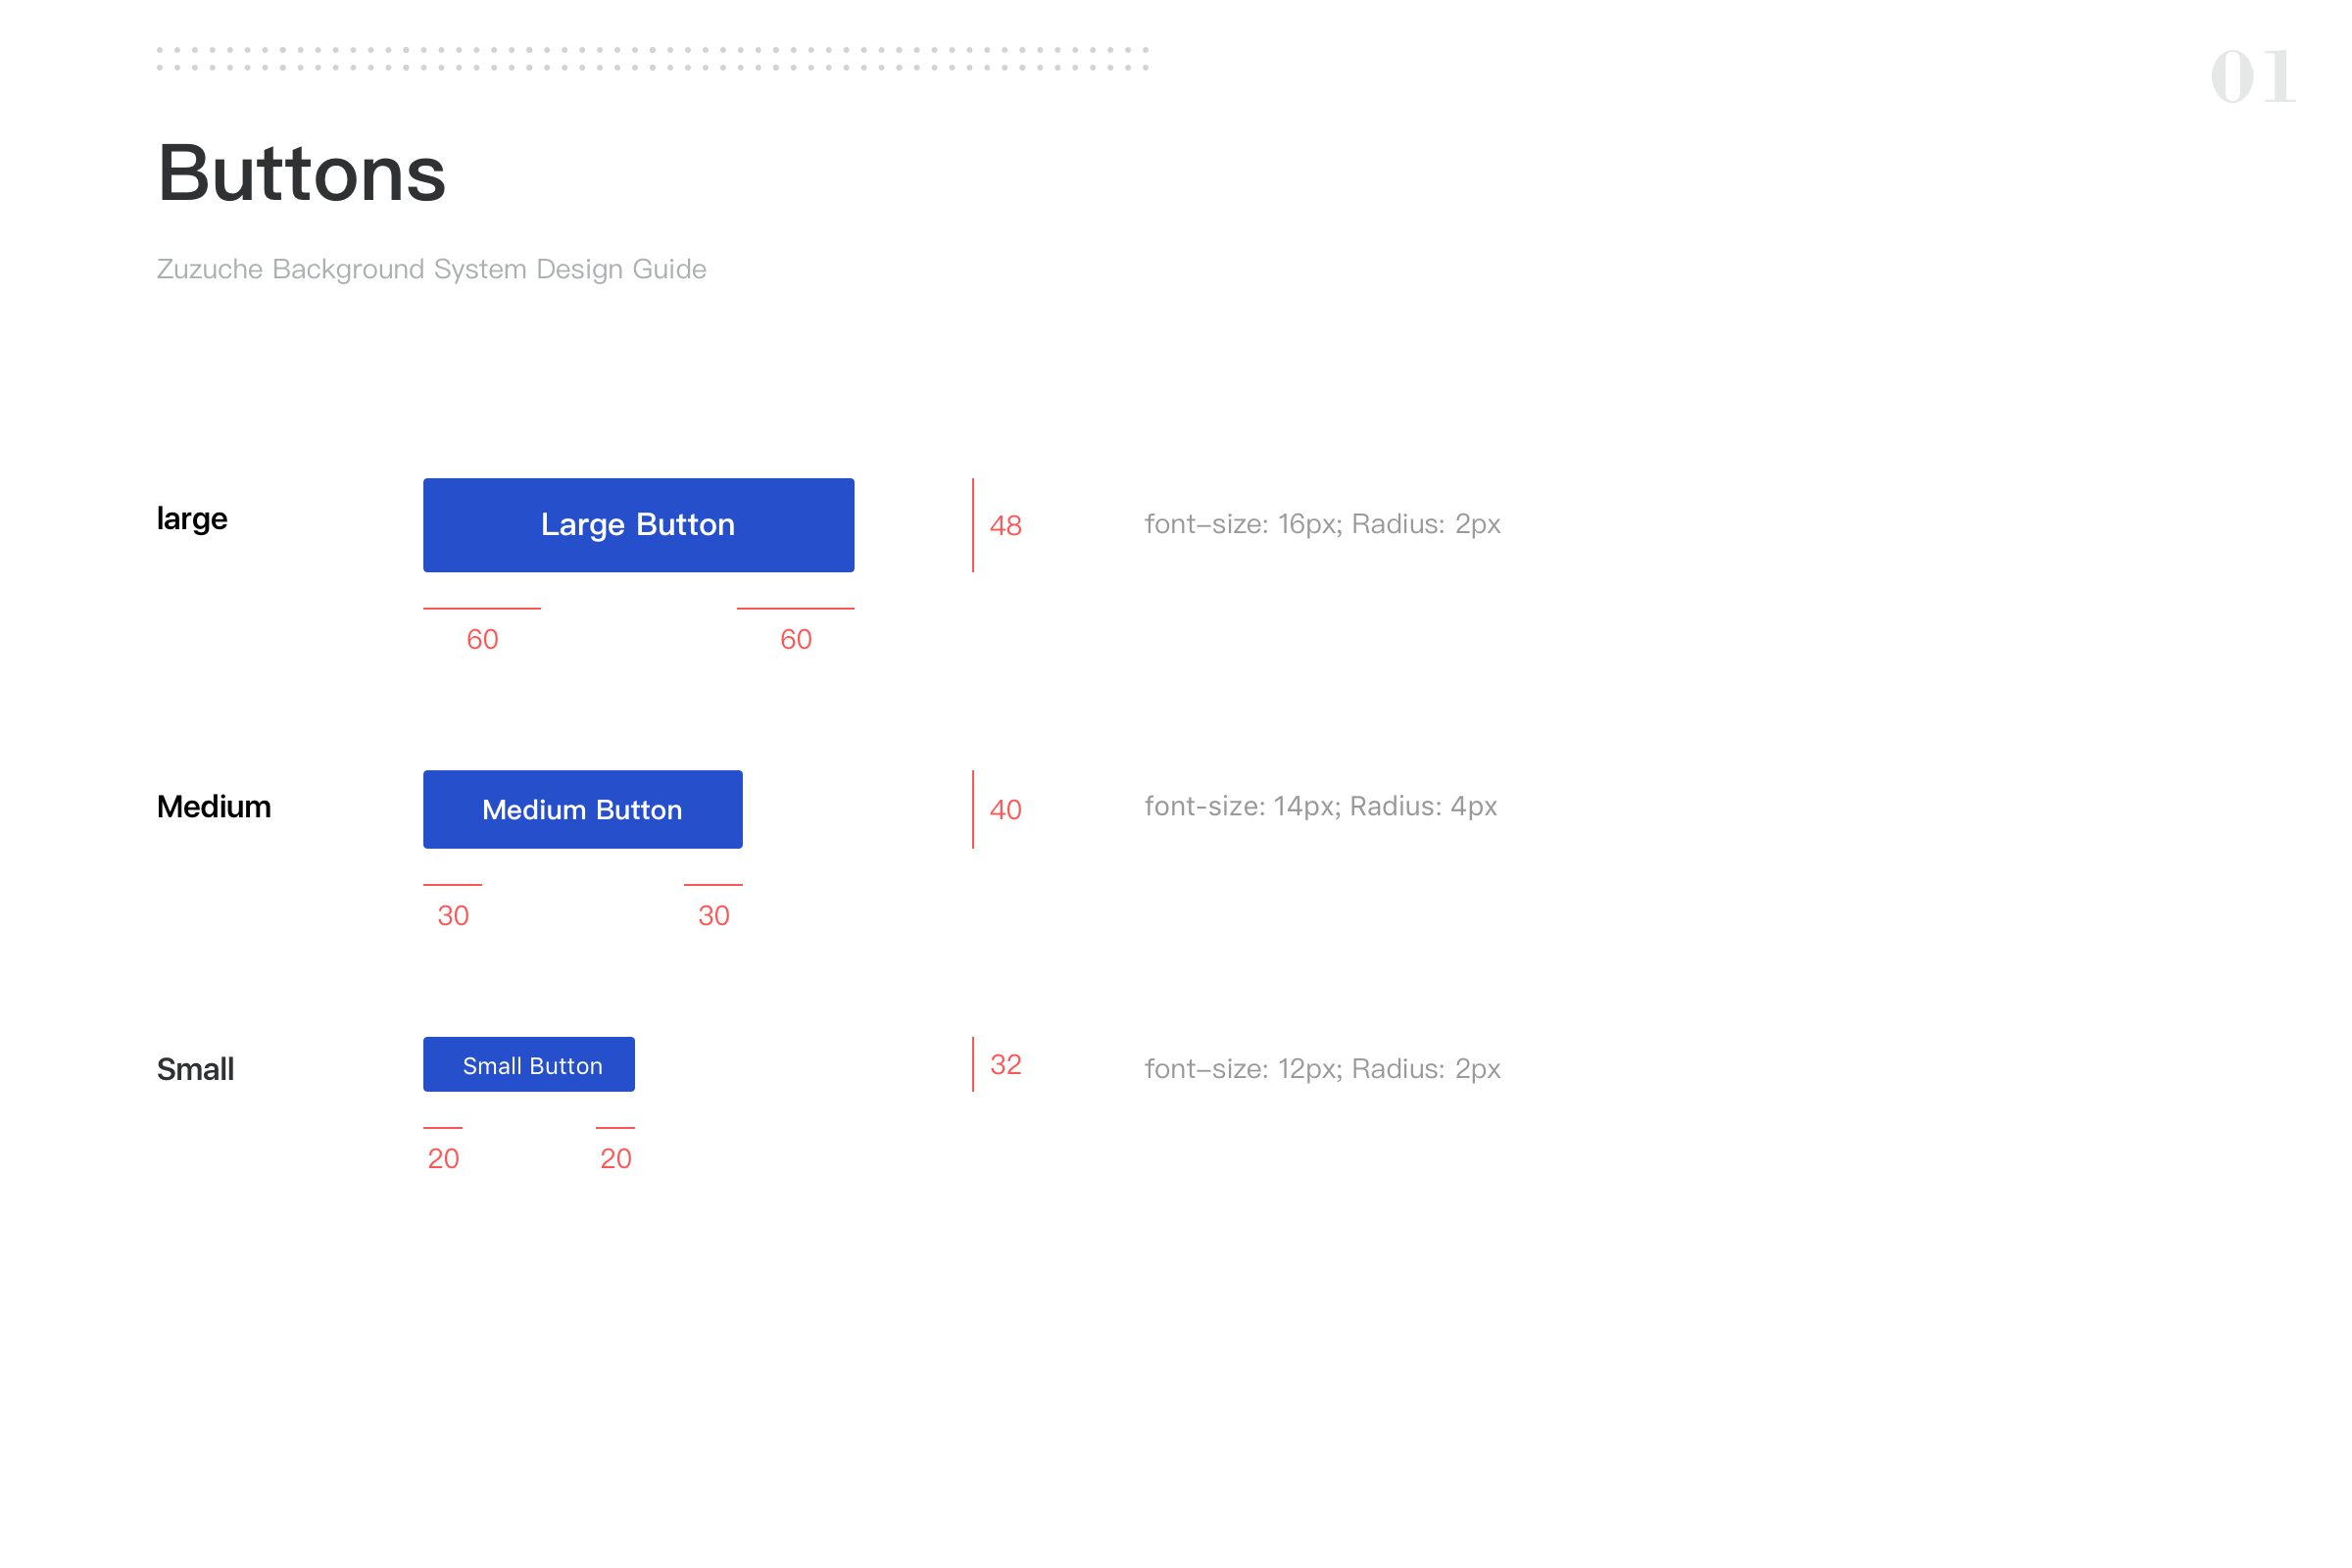 01
Buttons
Zuzuche Background System Design Guide
large
Large Button
48
font–size: 16px; Radius: 2px
60 60
Medium
Medium Button
40
font-size: 14px; Radius: 4px
30 30
Small
Small Button
32
font–size: 12px; Radius: 2px
20 20